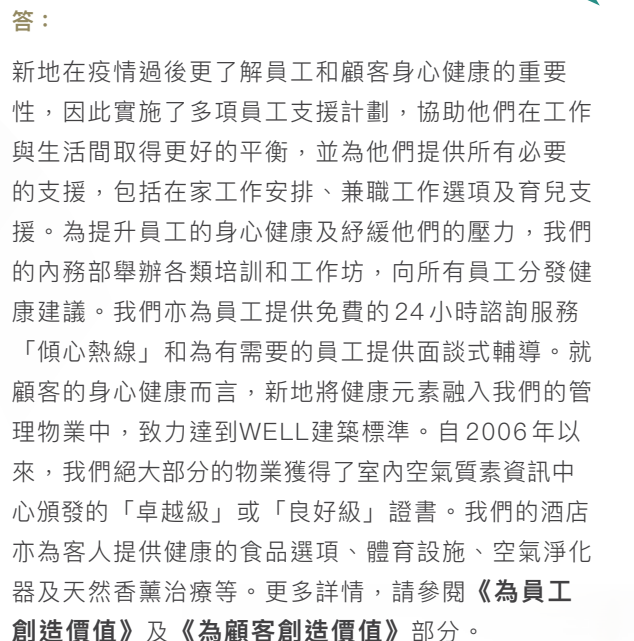 答：
新地在疫情過後更了解員工和顧客身心健康的重要
性，因此實施了多項員工支援計劃，協助他們在工作
與生活間取得更好的平衡，並為他們提供所有必要
的支援，包括在家工作安排、兼職工作選項及育兒支
援。為提升員工的身心健康及紓緩他們的壓力，我們
的內務部舉辦各類培訓和工作坊，向所有員工分發健
康建議。我們亦為員工提供免費的24小時諮詢服務
「傾心熱線」和為有需要的員工提供面談式輔導。就
顧客的身心健康而言，新地將健康元素融入我們的管
理物業中，致力達到WELL建築標準。自2006年以
來，我們絕大部分的物業獲得了室內空氣質素資訊中
心頒發的「卓越級」或「良好級」證書。我們的酒店
亦為客人提供健康的食品選項、體育設施、空氣淨化
器及天然香薰治療等。更多詳情，請參閱《為員工
創造價值》及《為顧客創造價值》部分。